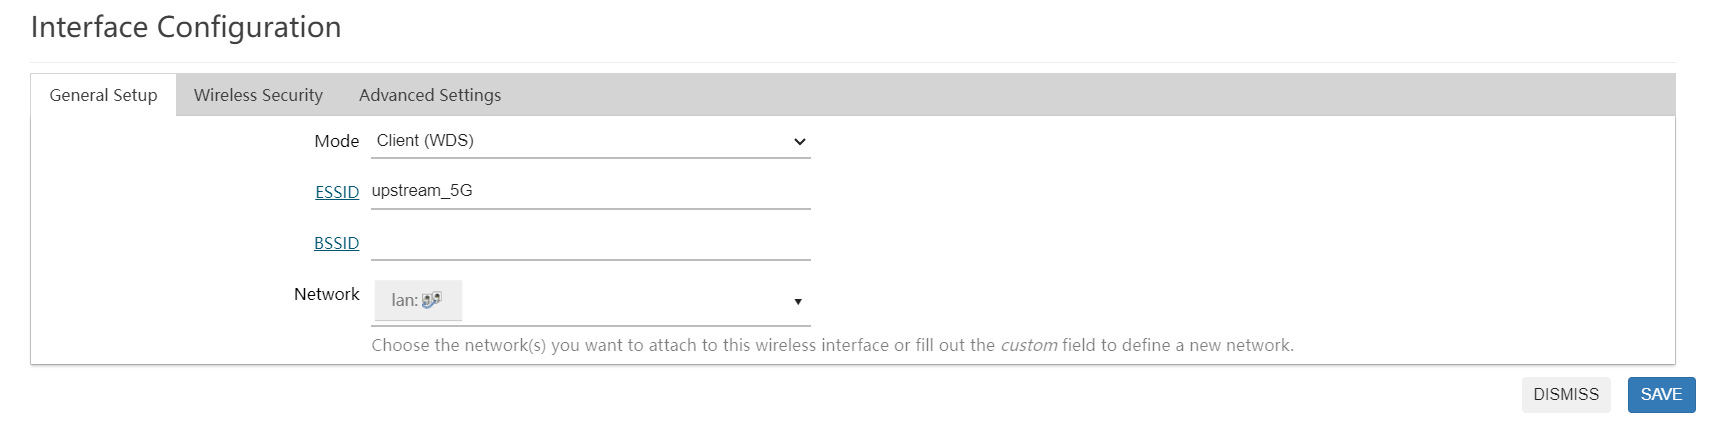 Interface Configuration
General Setup Wireless Security Advanced Settings
Mode Client (WDS)
ESSID upstream_5G
BSSID
Network lan:
Choose the network(s) you want to attach to this wireless interface or fill out the custom field to define a new network.
DISMISS SAVE